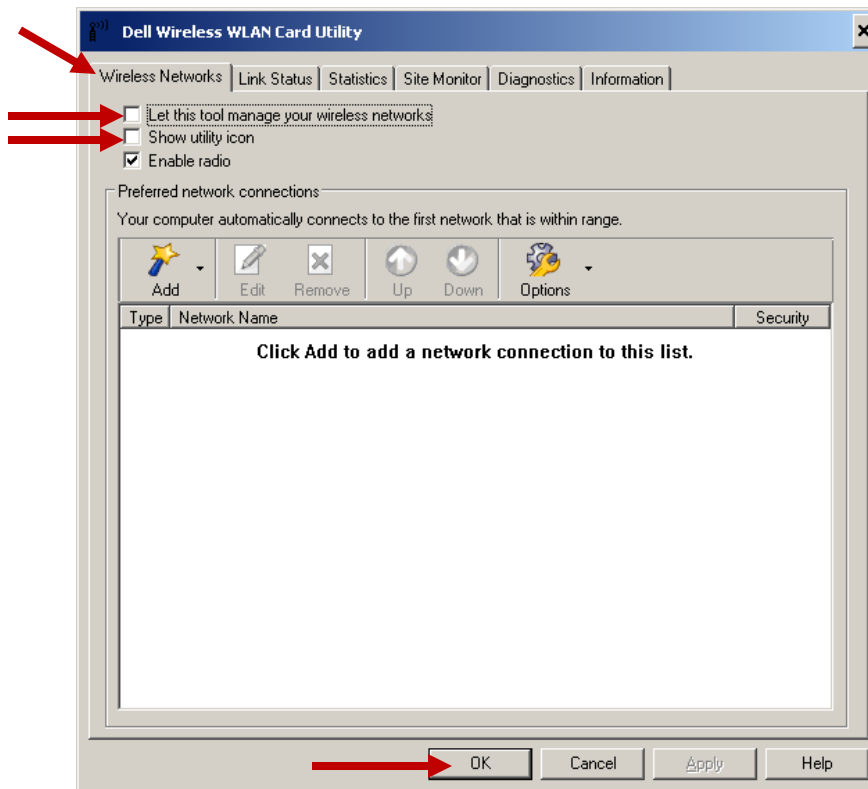 Dell Wireless WLAN Card Utility
Wireless Networks Link Status Statistics Site Monitor Diagnostics Information
Let this tool manage your wireless networks
Show utility icon
Enable radio
Preferred network connections
Your computer automatically connects to the first network that is within range.
Add Edit Remove Up Down Options
Type Network Name Security
Click Add to add a network connection to this list.
OK Cancel Apply Help